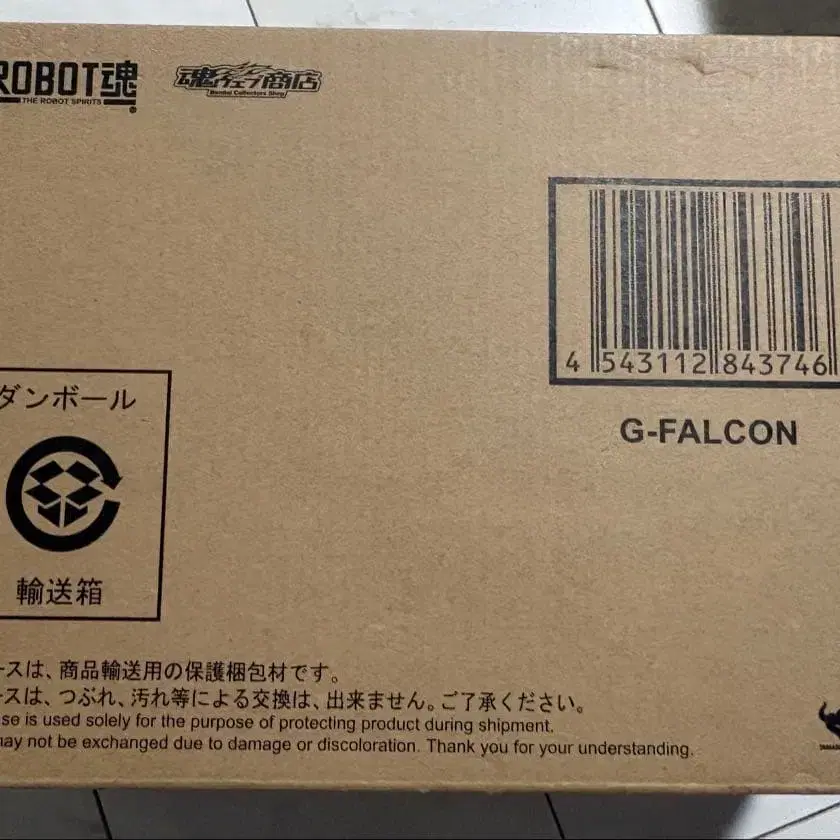 ROBOT魂
THE ROBOT SPIRITS
魂ウェブ商店
Bandai Collectors Shop
4 543112 843746
G-FALCON
ダンボール
輸送箱
ースは、商品輸送用の保護梱包材です。
ースは、つぶれ、汚れ等による交換は、出来ません。ご了承ください。
se is used solely for the purpose of protecting product during shipment.
may not be exchanged due to damage or discoloration. Thank you for your understanding.